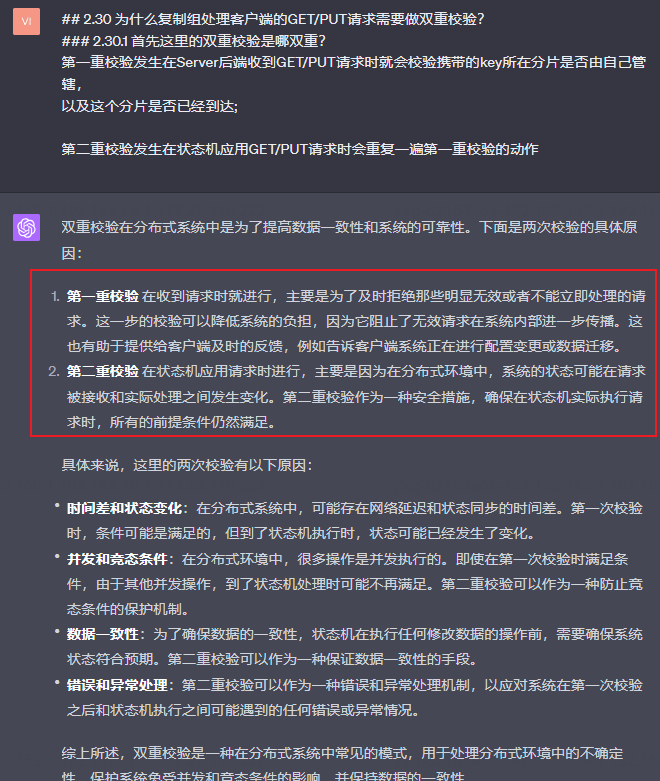 VI
## 2.30 为什么复制组处理客户端的GET/PUT请求需要做双重校验?
### 2.30.1 首先这里的双重校验是哪双重?
第一重校验发生在Server后端收到GET/PUT请求时就会校验携带的key所在分片是否由自己管
辖，
以及这个分片是否已经到达;
第二重校验发生在状态机应用GET/PUT请求时会重复一遍第一重校验的动作
双重校验在分布式系统中是为了提高数据一致性和系统的可靠性。下面是两次校验的具体原
因：
1. 第一重校验 在收到请求时就进行，主要是为了及时拒绝那些明显无效或者不能立即处理的请
求。这一步的校验可以降低系统的负担，因为它阻止了无效请求在系统内部进一步传播。这
也有助于提供给客户端及时的反馈，例如告诉客户端系统正在进行配置变更或数据迁移。
2. 第二重校验 在状态机应用请求时进行，主要是因为在分布式环境中，系统的状态可能在请求
被接收和实际处理之间发生变化。第二重校验作为一种安全措施，确保在状态机实际执行请
求时，所有的前提条件仍然满足。
具体来说，这里的两次校验有以下原因：
• 时间差和状态变化：在分布式系统中，可能存在网络延迟和状态同步的时间差。第一次校验
时，条件可能是满足的，但到了状态机执行时，状态可能已经发生了变化。
• 并发和竞态条件：在分布式环境中，很多操作是并发执行的。即使在第一次校验时满足条
件，由于其他并发操作，到了状态机处理时可能不再满足。第二重校验可以作为一种防止竞
态条件的保护机制。
• 数据一致性：为了确保数据的一致性，状态机在执行任何修改数据的操作前，需要确保系统
状态符合预期。第二重校验可以作为一种保证数据一致性的手段。
• 错误和异常处理：第二重校验可以作为一种错误和异常处理机制，以应对系统在第一次校验
之后和状态机执行之间可能遇到的任何错误或异常情况。
综上所述，双重校验是一种在分布式系统中常见的模式，用于处理分布式环境中的不确定
性，保护系统免受并发和竞态条件的影响，并保持数据的一致性。